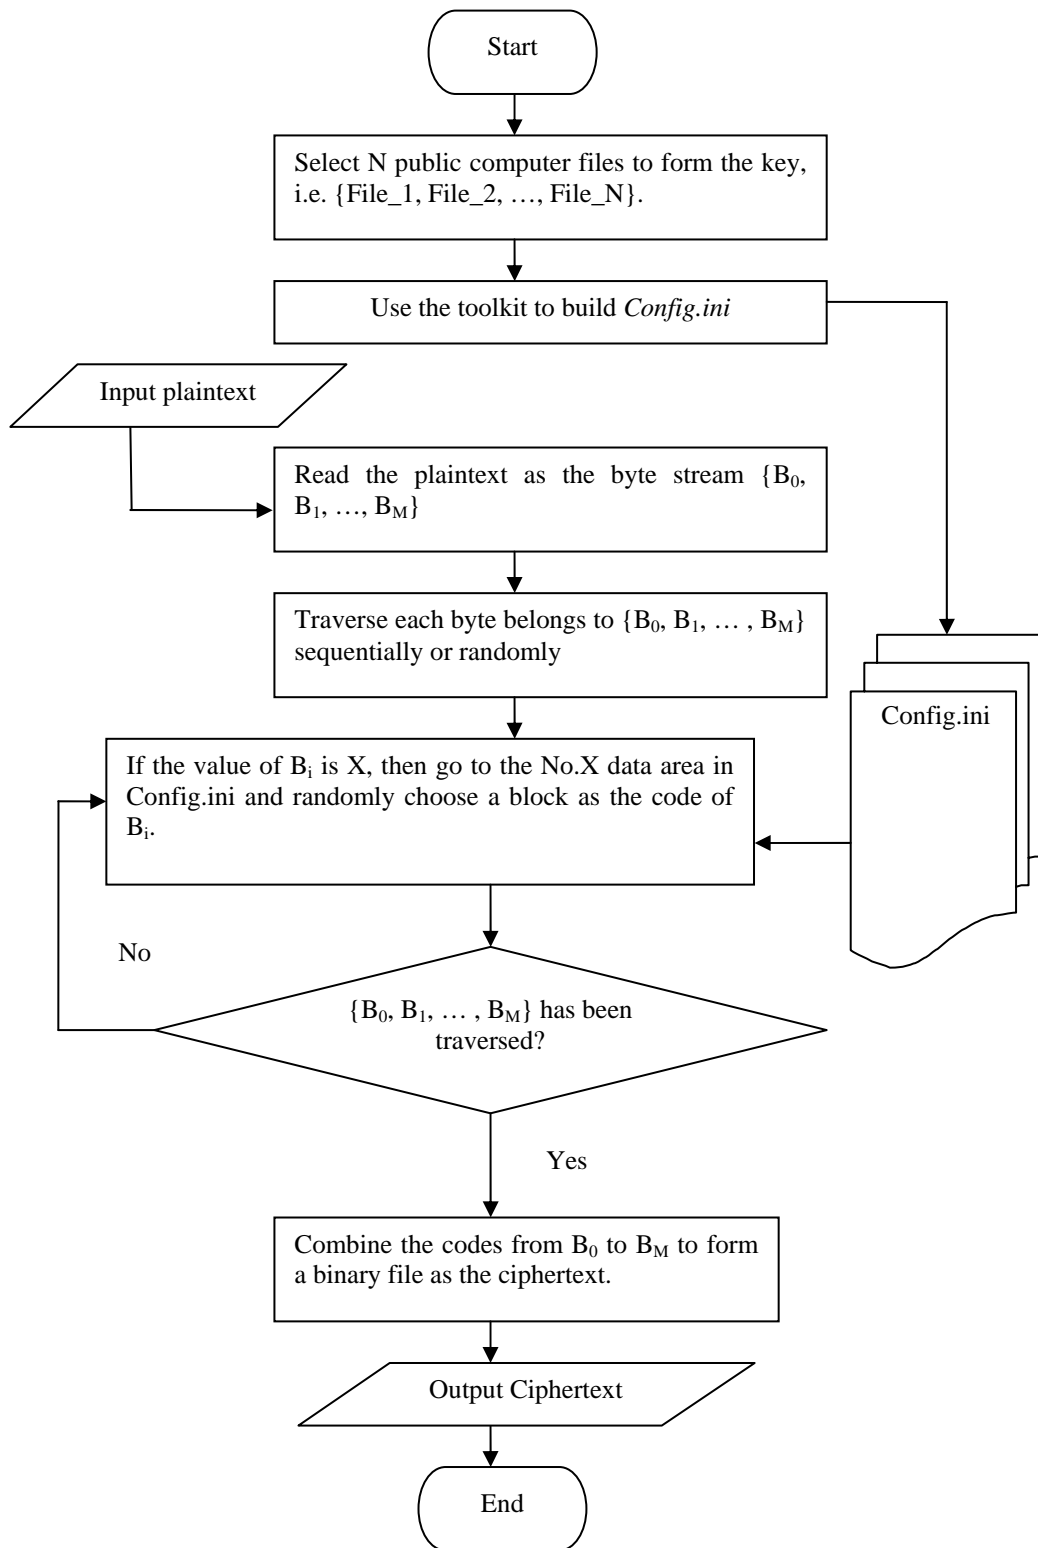 Start
Select N public computer files to form the key,
i.e. {File_1, File_2, …, File_N}.
Use the toolkit to build Config.ini
Input plaintext
Read the plaintext as the byte stream {B₀,
B₁, …, B_M}
Traverse each byte belongs to {B₀, B₁, … , B_M}
sequentially or randomly
Config.ini
If the value of Bᵢ is X, then go to the No.X data area in
Config.ini and randomly choose a block as the code of
Bᵢ.
No
{B₀, B₁, … , B_M} has been
traversed?
Yes
Combine the codes from B₀ to B_M to form
a binary file as the ciphertext.
Output Ciphertext
End